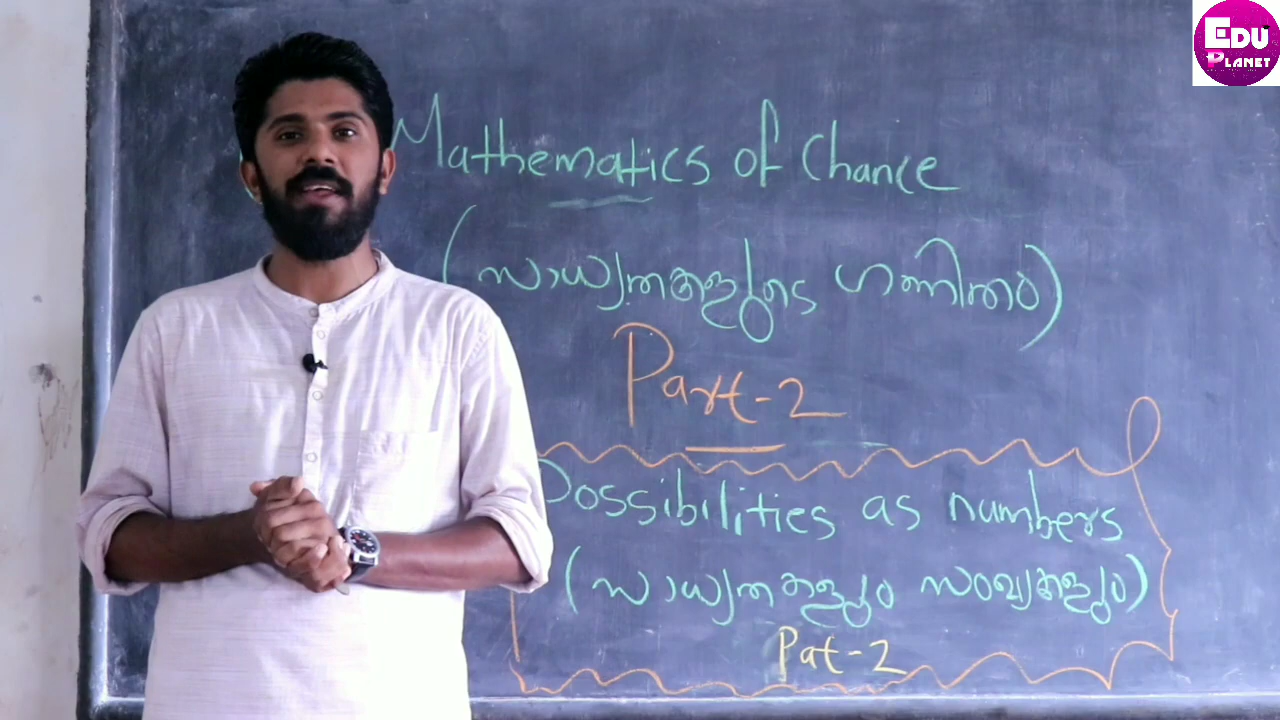 EDU
PLANET
Mathematics of Chance
(സാധ്യതകളുടെ ഗണിതം)
Part-2
Possibilities as numbers
(സാധ്യതകളും സംഖ്യകളും)
Pat-2